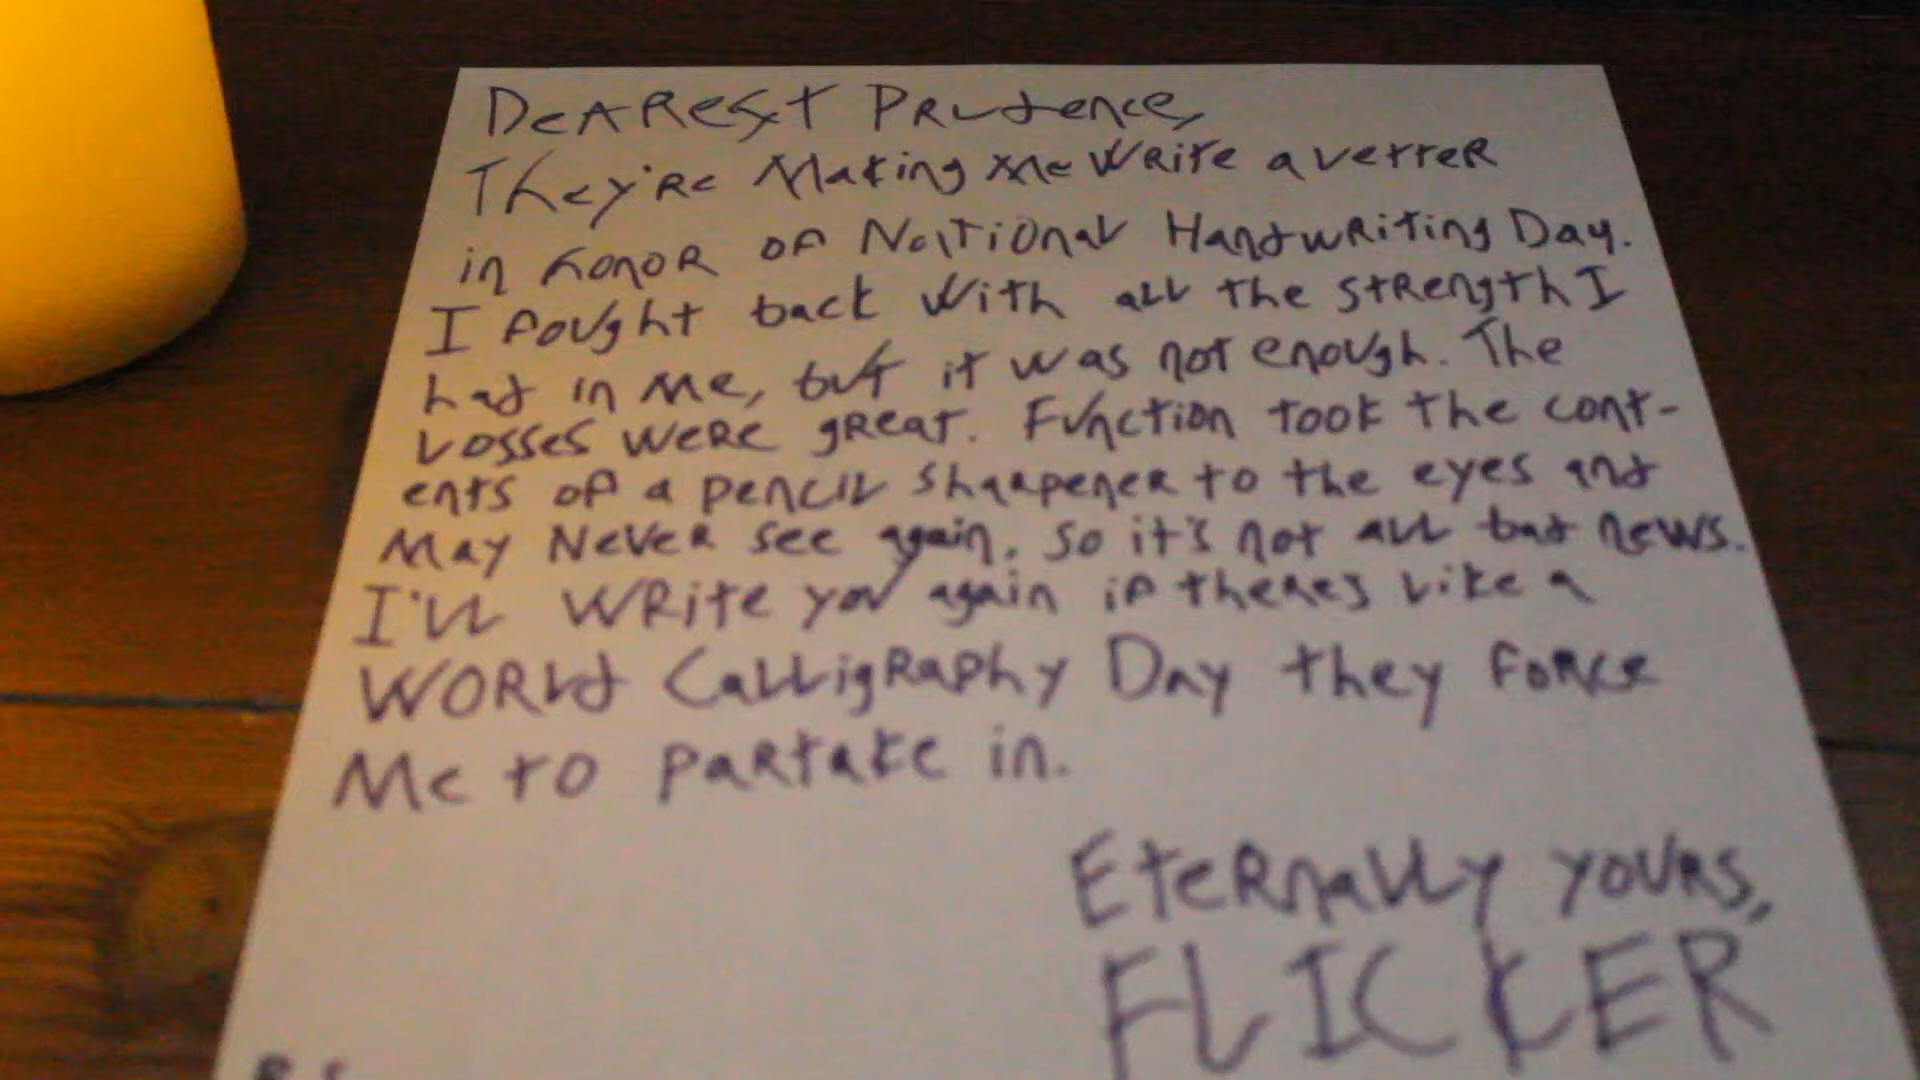 Dearest Prudence,
They're Making Me Write a letter
in honor of National Handwriting Day.
I fought back with all the strength I
had in me, but it was not enough. The
losses were great. Function took the cont-
ents of a pencil sharpener to the eyes and
may never see again. So it's not all bad news.
I'll write you again if theres like a
World Calligraphy Day they force
me to partake in.
Eternally yours,
FLICKER